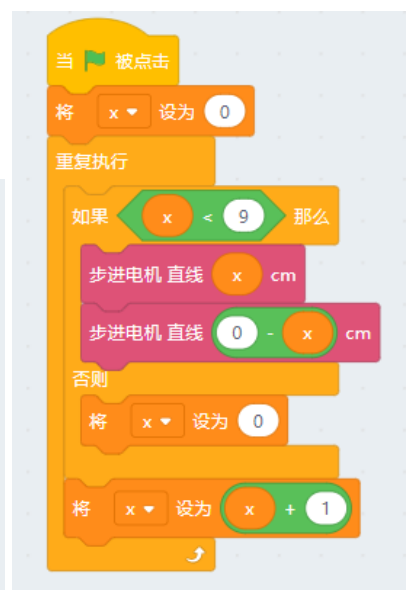 当 被点击
将 x 设为 0
重复执行
如果 x < 9 那么
步进电机 直线 x cm
步进电机 直线 0 - x cm
否则
将 x 设为 0
将 x 设为 x + 1